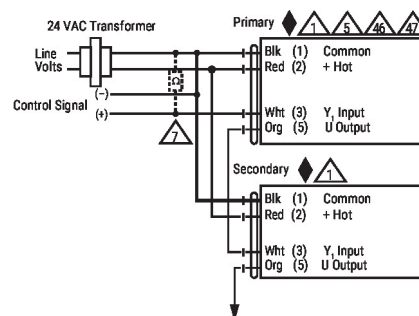 24 VAC Transformer
Primary 1 5 46 47
Line Volts
Blk (1) Common
Red (2) + Hot
(–)
Control Signal (+)
Ω
7
Wht (3) Y1 Input
Org (5) U Output
Secondary 1
Blk (1) Common
Red (2) + Hot
Wht (3) Y1 Input
Org (5) U Output